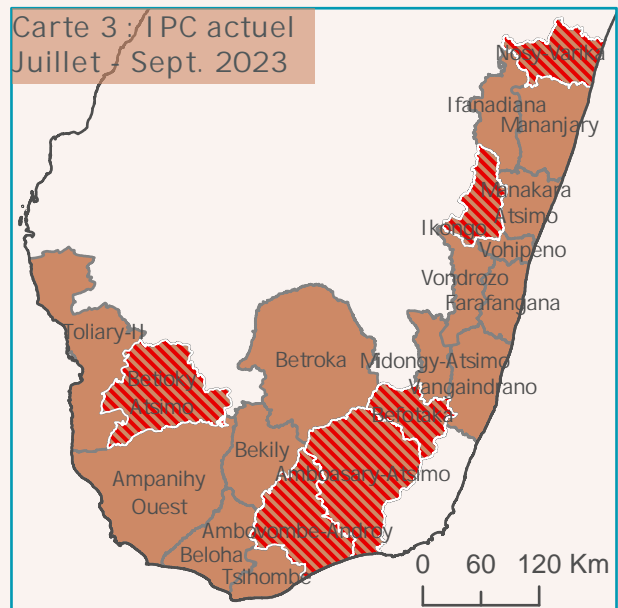 Carte 3 : IPC actuel
Juillet - Sept. 2023
Nosy-Varika
Ifanadiana
Mananjary
Manakara
Atsimo
Ikongo
Vohipeno
Vondrozo
Farafangana
Toliary-II
Betroka
Midongy-Atsimo
Betioky
Atsimo
Vangaindrano
Befotaka
Bekily
Amboasary-Atsimo
Ampanihy
Ouest
Ambovombe-Androy
Beloha
Tsihombe
0 60 120 Km